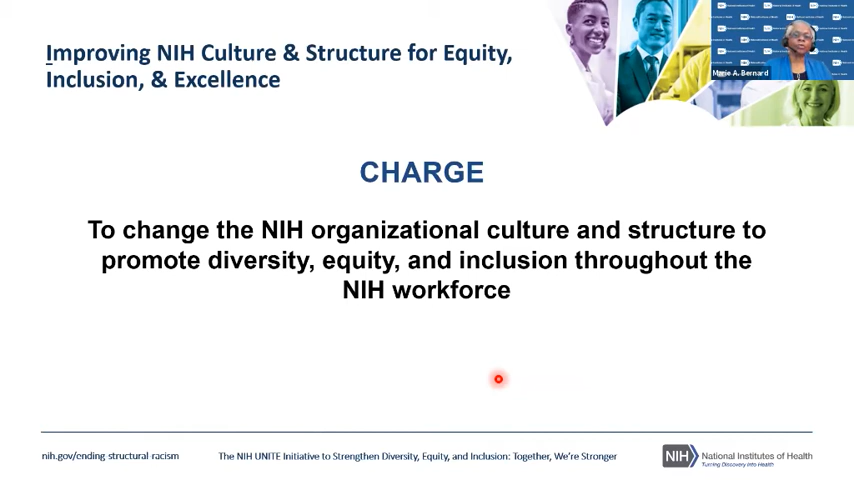 Improving NIH Culture & Structure for Equity,
Inclusion, & Excellence
Marie A. Bernard
CHARGE
To change the NIH organizational culture and structure to
promote diversity, equity, and inclusion throughout the
NIH workforce
nih.gov/ending-structural-racism
The NIH UNITE Initiative to Strengthen Diversity, Equity, and Inclusion: Together, We're Stronger
NIH
National Institutes of Health
Turning Discovery Into Health